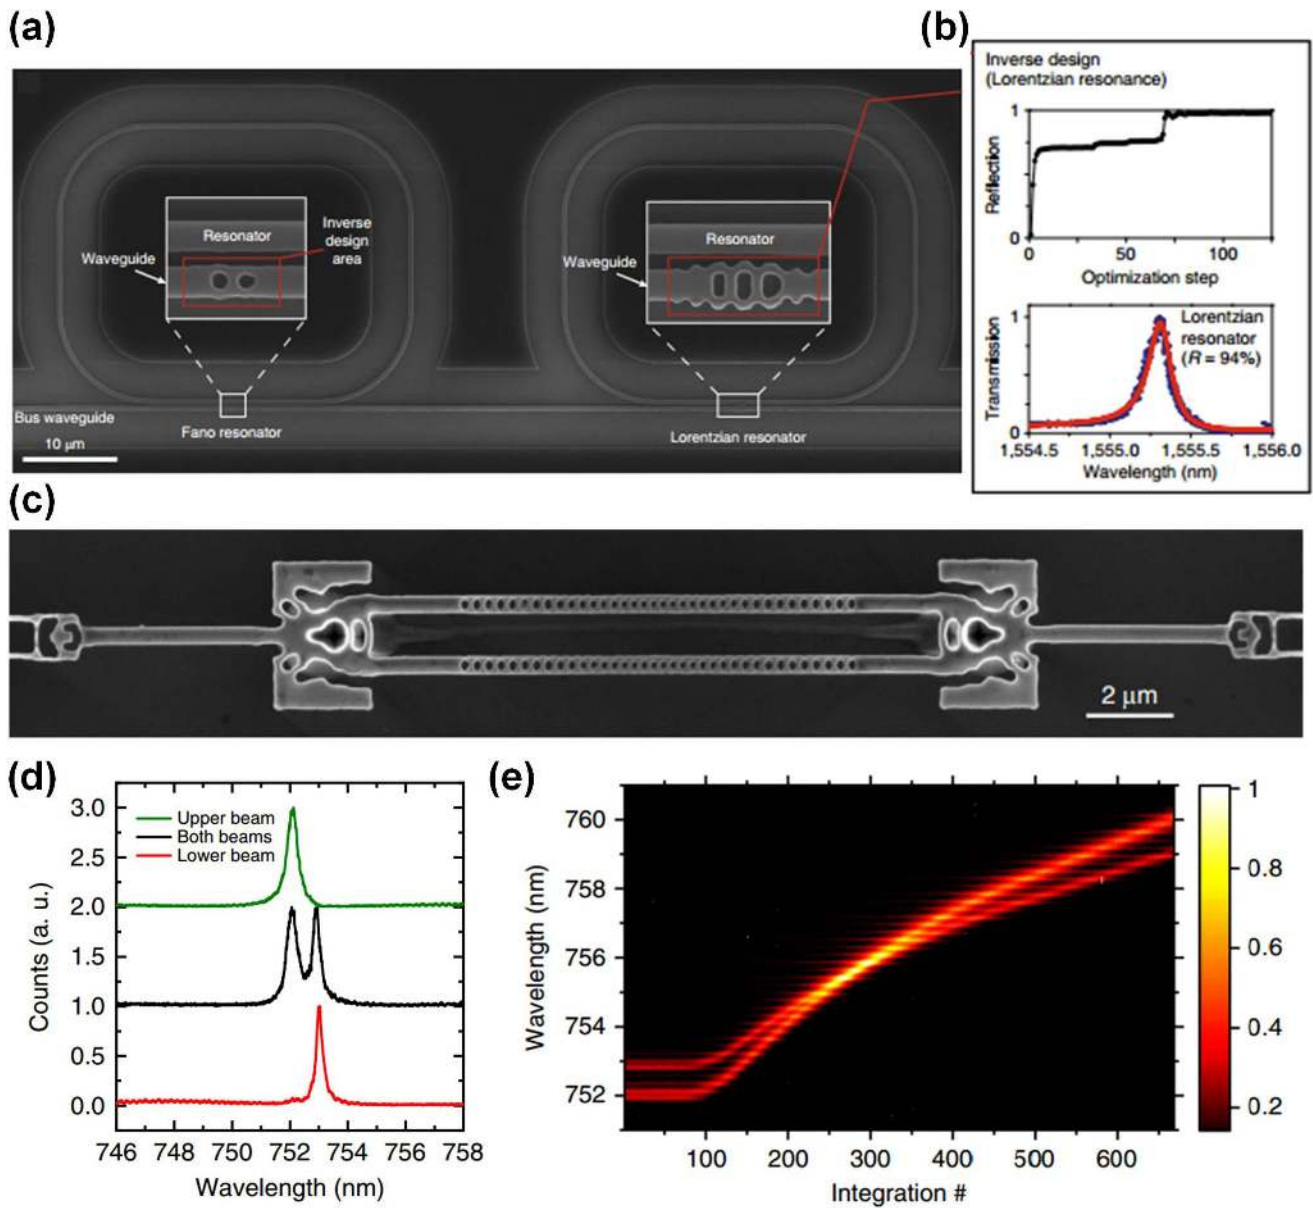 (a)
Resonator
Inverse
design
area
Waveguide
Resonator
Waveguide
Bus waveguide
10 μm
Fano resonator
Lorentzian resonator
(b)
Inverse design
(Lorentzian resonance)
1
0
Reflection
0 50 100
Optimization step
1
0
Transmission
Lorentzian
resonator
(R = 94%)
1,554.5 1,555.0 1,555.5 1,556.0
Wavelength (nm)
(c)
2 μm
(d)
3.0
2.5
2.0
1.5
1.0
0.5
0.0
Counts (a. u.)
Upper beam
Both beams
Lower beam
746 748 750 752 754 756 758
Wavelength (nm)
(e)
760
758
756
754
752
Wavelength (nm)
100 200 300 400 500 600
Integration #
1
0.8
0.6
0.4
0.2